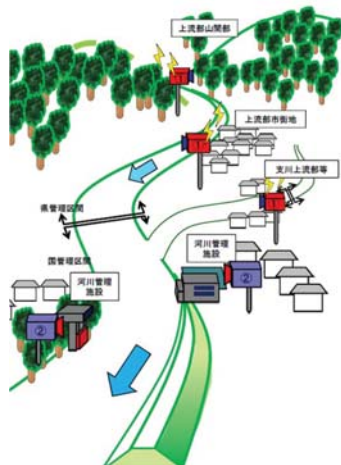 上流部山間部
上流部市街地
支川上流部等
県管理区間
国管理区間
河川管理
施設
②
河川管理
施設
②